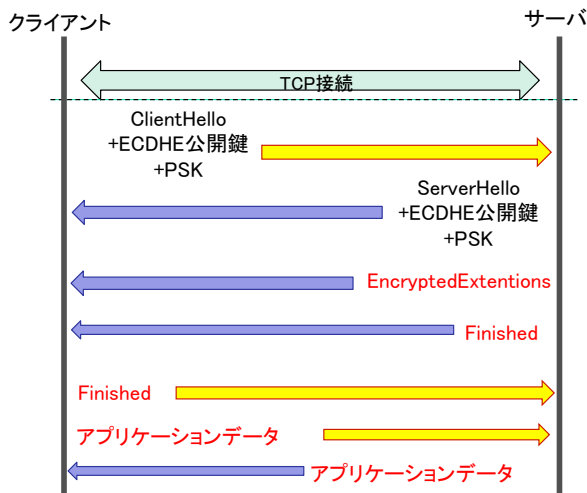 クライアント
サーバ
TCP接続
ClientHello
+ECDHE公開鍵
+PSK
ServerHello
+ECDHE公開鍵
+PSK
EncryptedExtentions
Finished
Finished
アプリケーションデータ
アプリケーションデータ